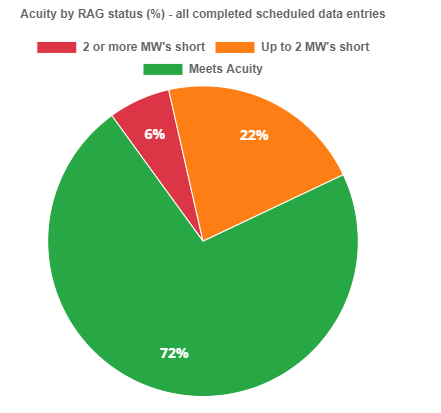 Acuity by RAG status (%) - all completed scheduled data entries
2 or more MW's short Up to 2 MW's short
Meets Acuity
6%
22%
72%